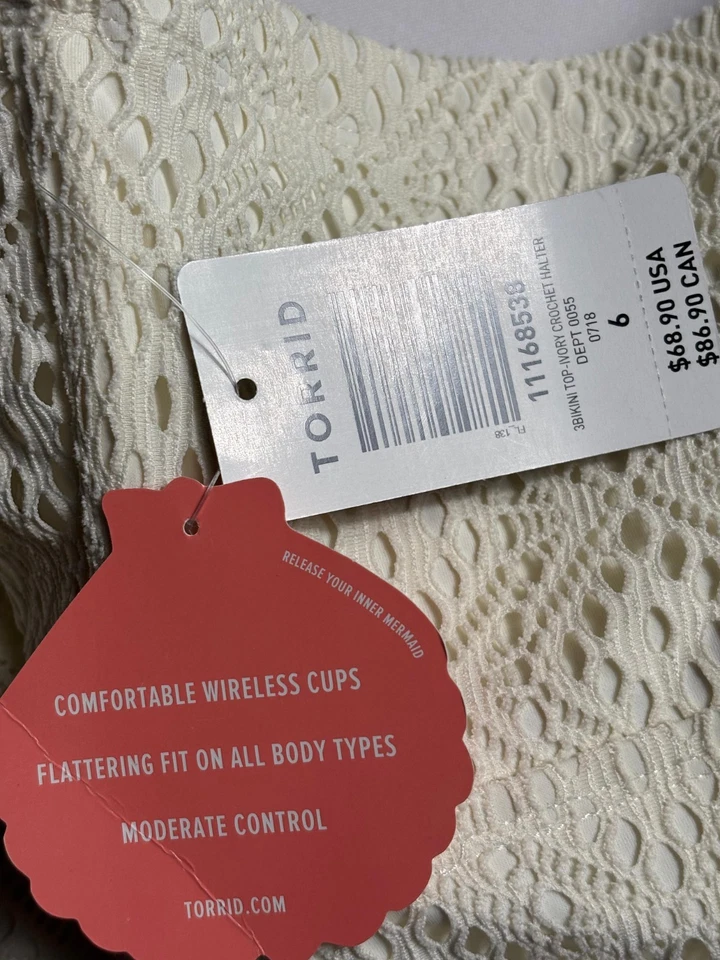 TORRID
FL_138
11168538
3BIKINI TOP-IVORY CROCHET HALTER
DEPT 0055
0718
6
$68.90 USA
$86.90 CAN
RELEASE YOUR INNER MERMAID
COMFORTABLE WIRELESS CUPS
FLATTERING FIT ON ALL BODY TYPES
MODERATE CONTROL
TORRID.COM